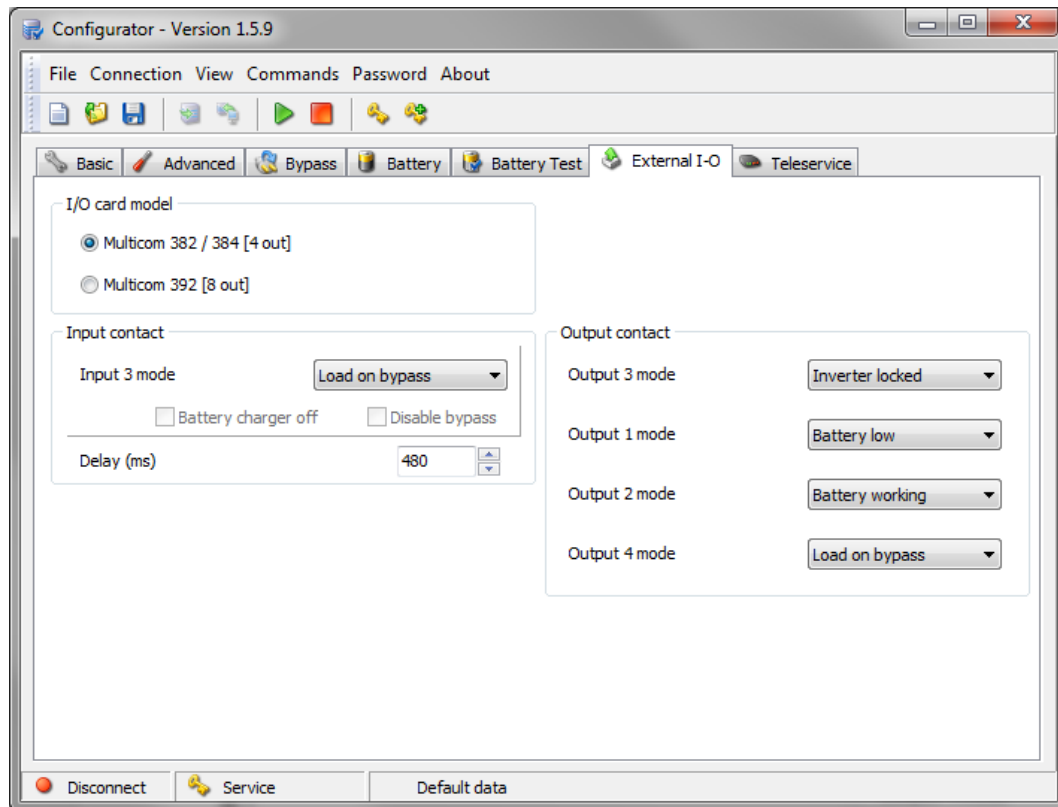 Configurator - Version 1.5.9
File Connection View Commands Password About
Basic Advanced Bypass Battery Battery Test External I-O Teleservice
I/O card model
Multicom 382 / 384 [4 out]
Multicom 392 [8 out]
Input contact
Input 3 mode Load on bypass
Battery charger off Disable bypass
Delay (ms) 480
Output contact
Output 3 mode Inverter locked
Output 1 mode Battery low
Output 2 mode Battery working
Output 4 mode Load on bypass
Disconnect Service Default data